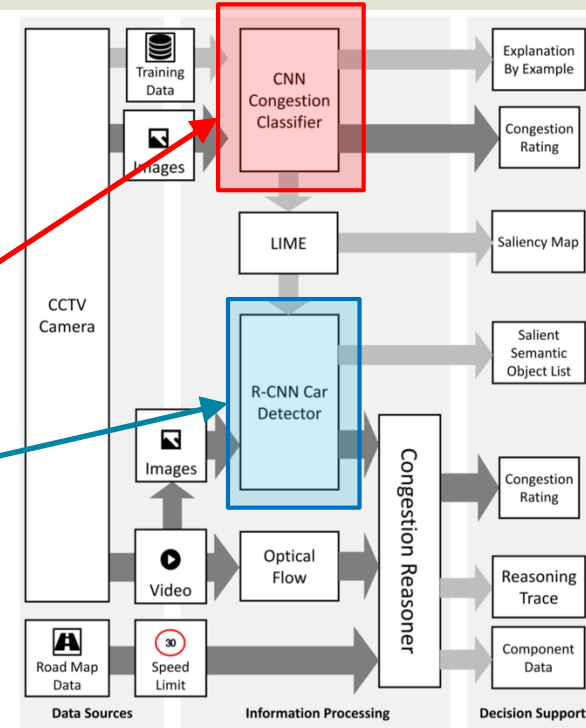 Training
Data
Images
CNN
Congestion
Classifier
Explanation
By Example
Congestion
Rating
LIME
Saliency Map
CCTV
Camera
R-CNN Car
Detector
Salient
Semantic
Object List
Images
Congestion Reasoner
Congestion
Rating
Video
Optical
Flow
Reasoning
Trace
Road Map
Data
30
Speed
Limit
Component
Data
Data Sources
Information Processing
Decision Support